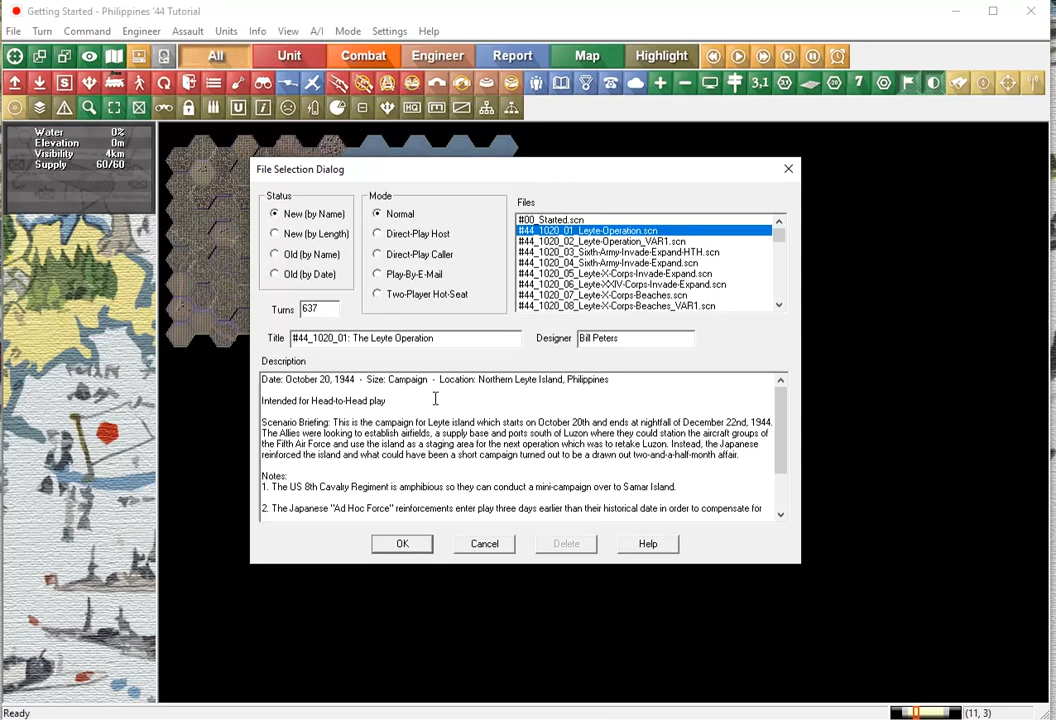 Getting Started - Philippines '44 Tutorial
File Turn Command Engineer Assault Units Info View A/I Mode Settings Help
All Unit Combat Engineer Report Map Highlight
3,1 7
HQ
Water 0%
Elevation 0m
Visibility 4km
Supply 60/60
File Selection Dialog
Status
New (by Name)
New (by Length)
Old (by Name)
Old (by Date)
Turns 637
Mode
Normal
Direct-Play Host
Direct-Play Caller
Play-By-E-Mail
Two-Player Hot-Seat
Files
#00_Started.scn
#44_1020_01_Leyte-Operation.scn
#44_1020_02_Leyte-Operation_VAR1.scn
#44_1020_03_Sixth-Army-Invade-Expand-HTH.scn
#44_1020_04_Sixth-Army-Invade-Expand.scn
#44_1020_05_Leyte-X-Corps-Invade-Expand.scn
#44_1020_06_Leyte-XXIV-Corps-Invade-Expand.scn
#44_1020_07_Leyte-X-Corps-Beaches.scn
#44_1020_08_Leyte-X-Corps-Beaches_VAR1.scn
Title #44_1020_01: The Leyte Operation Designer Bill Peters
Description
Date: October 20, 1944 - Size: Campaign - Location: Northern Leyte Island, Philippines
Intended for Head-to-Head play
Scenario Briefing: This is the campaign for Leyte island which starts on October 20th and ends at nightfall of December 22nd, 1944.
The Allies were looking to establish airfields, a supply base and ports south of Luzon where they could station the aircraft groups of
the Fifth Air Force and use the island as a staging area for the next operation which was to retake Luzon. Instead, the Japanese
reinforced the island and what could have been a short campaign turned out to be a drawn out two-and-a-half-month affair.
Notes:
1. The US 8th Cavalry Regiment is amphibious so they can conduct a mini-campaign over to Samar Island.
2. The Japanese "Ad Hoc Force" reinforcements enter play three days earlier than their historical date in order to compensate for
OK Cancel Delete Help
Ready (11, 3)